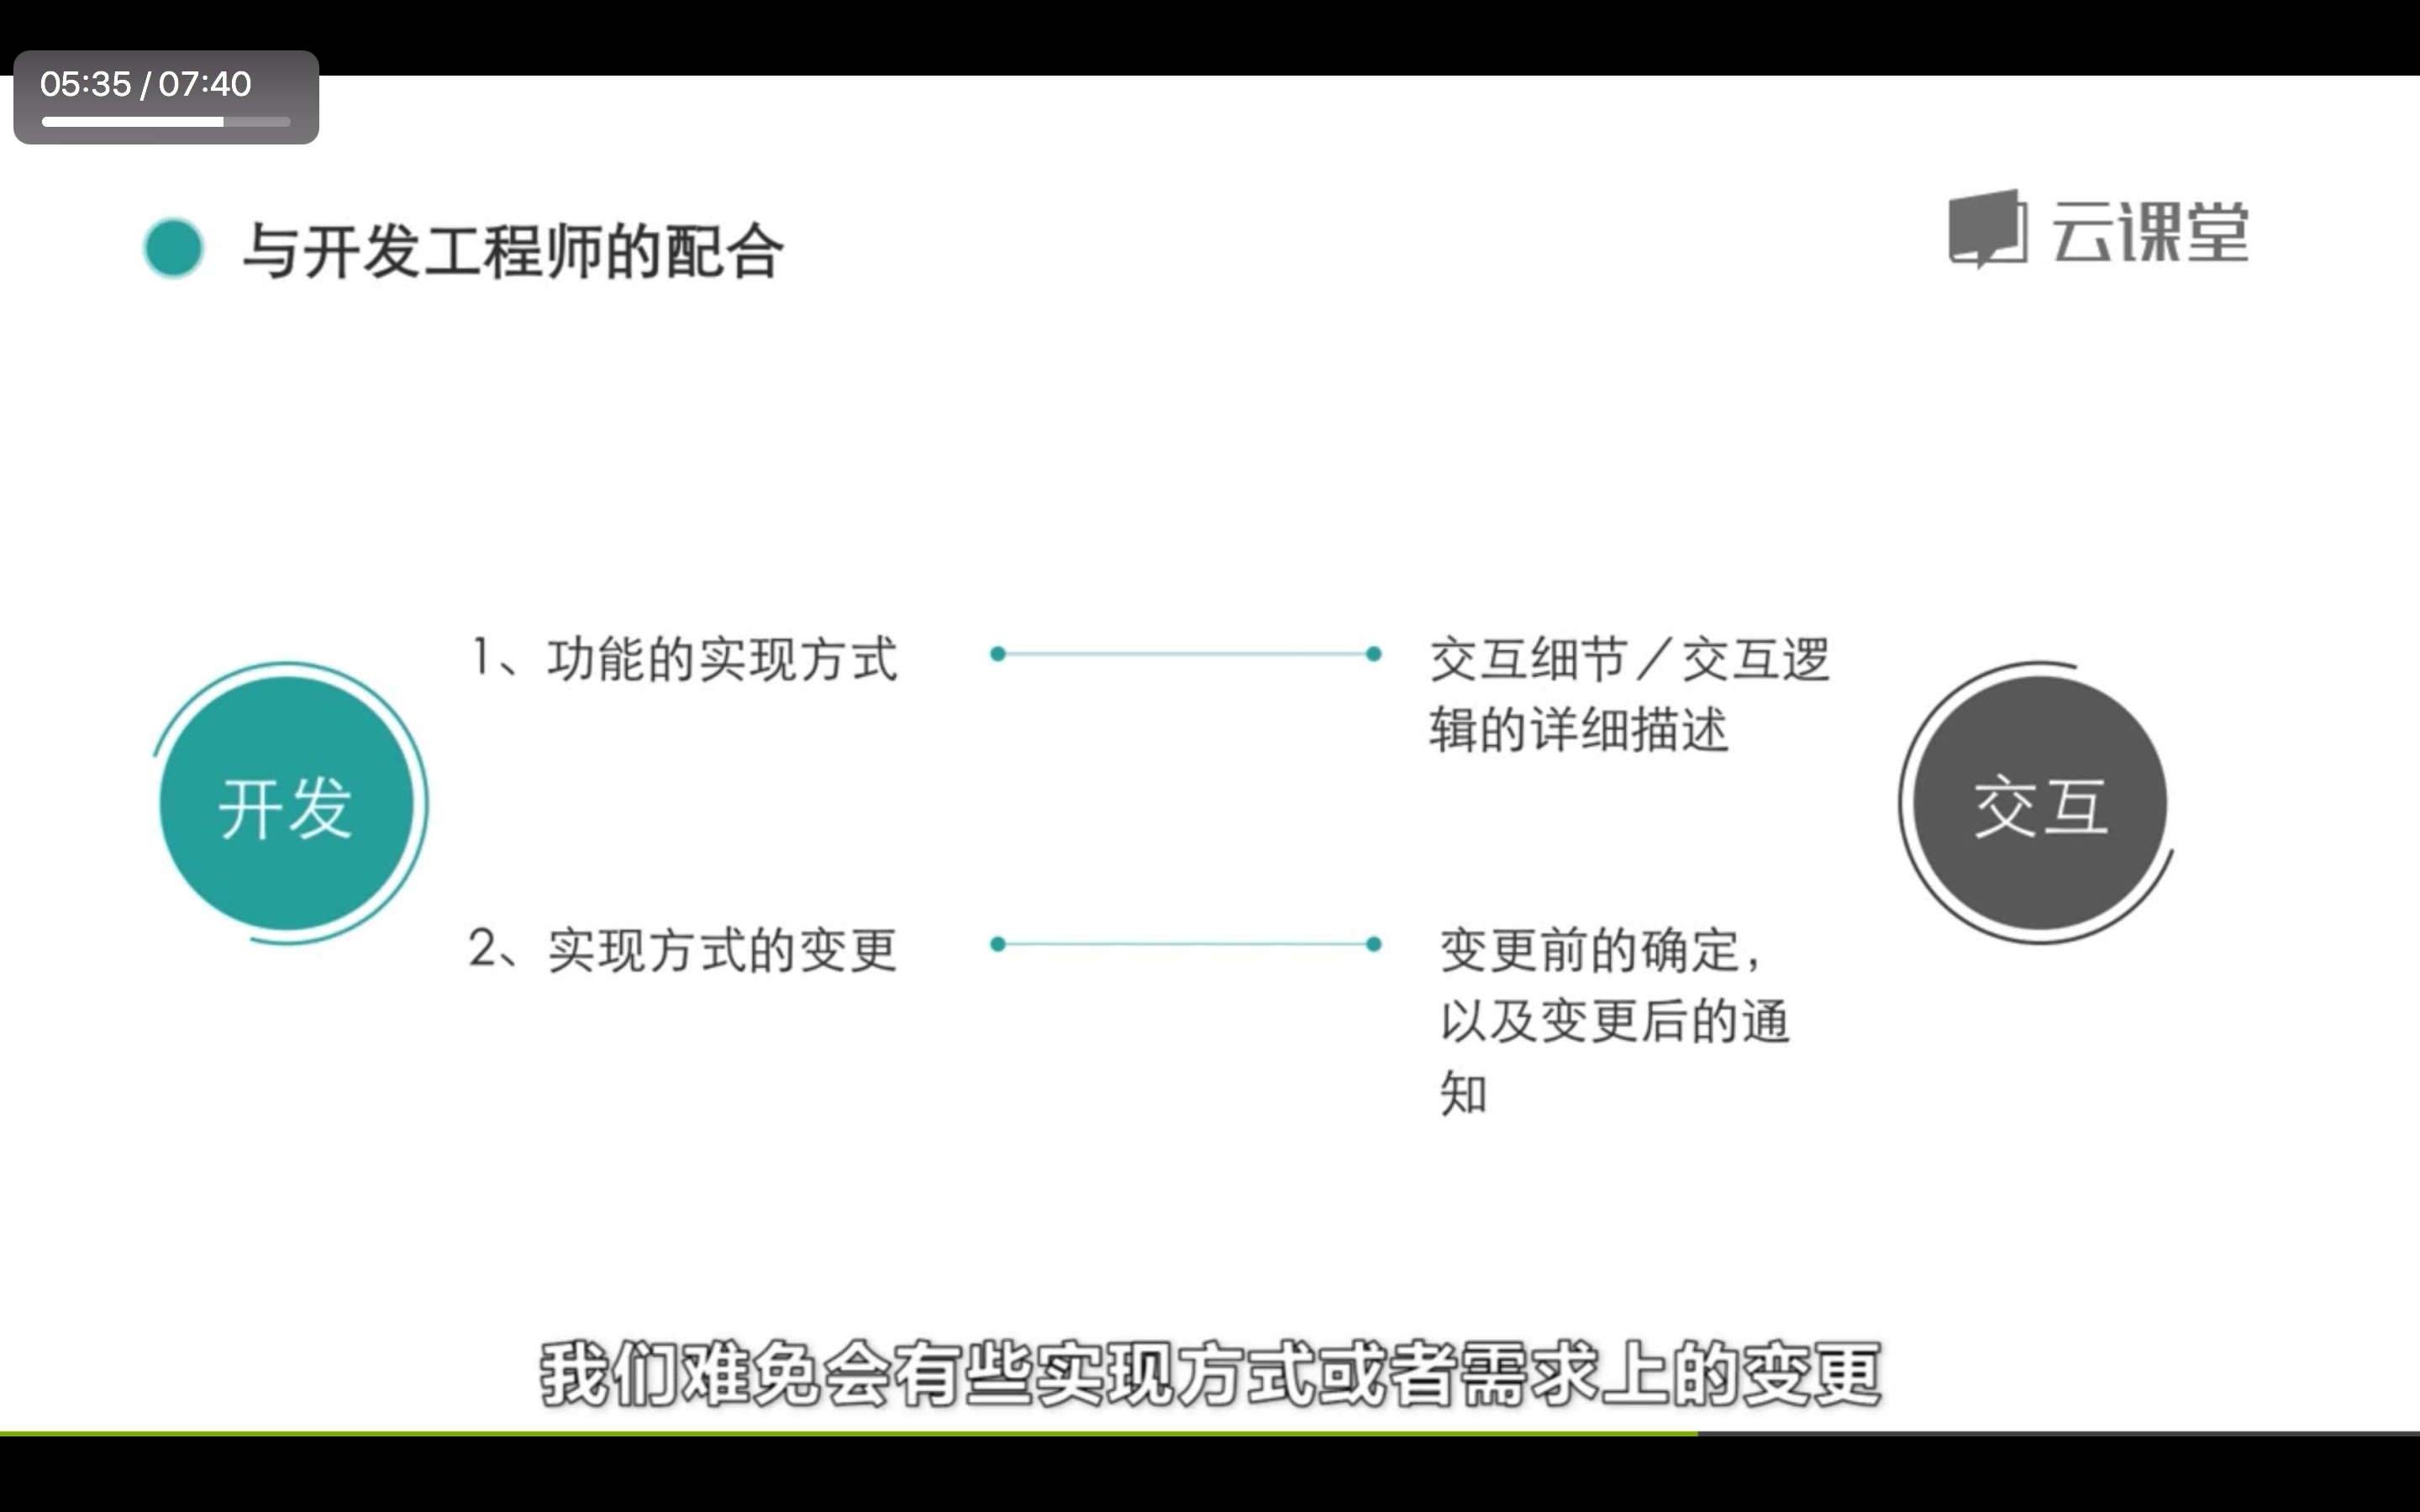 05:35 / 07:40
与开发工程师的配合
云课堂
1、功能的实现方式
交互细节／交互逻
辑的详细描述
开发
交互
2、实现方式的变更
变更前的确定，
以及变更后的通
知
我们难免会有些实现方式或者需求上的变更